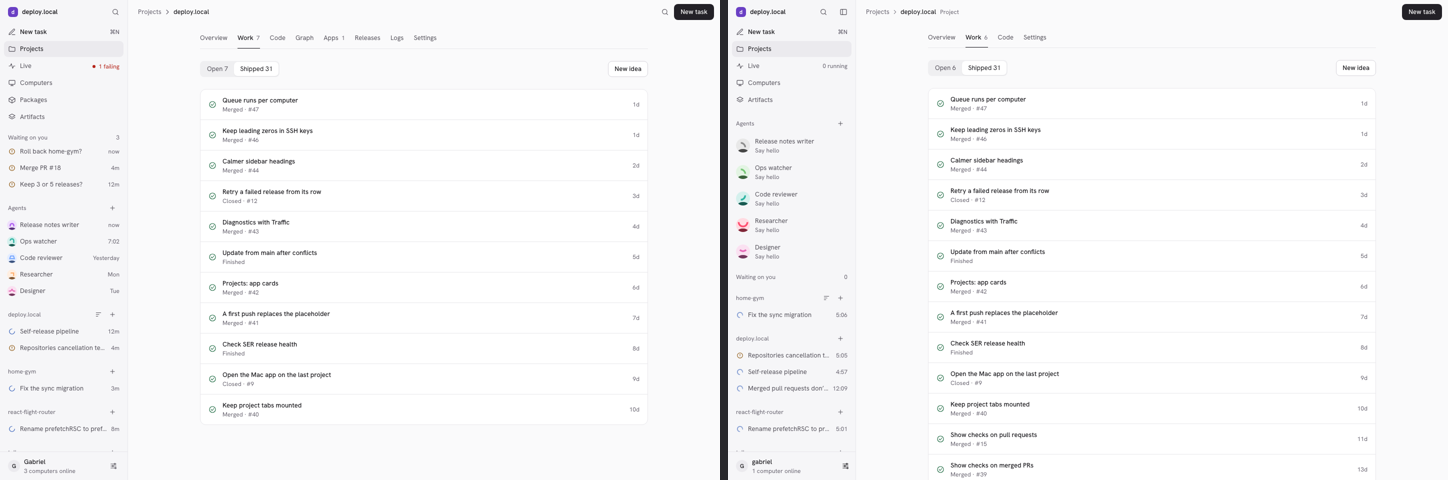 deploy.local
New task ⌘N
Projects
Live 1 failing
Computers
Packages
Artifacts
Waiting on you 3
Roll back home-gym? now
Merge PR #18 4m
Keep 3 or 5 releases? 12m
Agents
Release notes writer now
Ops watcher 7:02
Code reviewer Yesterday
Researcher Mon
Designer Tue
deploy.local
Self-release pipeline 12m
Repositories cancellation te... 4m
home-gym
Fix the sync migration 3m
react-flight-router
Rename prefetchRSC to pref... 8m
G Gabriel
3 computers online
Projects > deploy.local New task
Overview Work 7 Code Graph Apps 1 Releases Logs Settings
Open 7 Shipped 31 New idea
Queue runs per computer 1d
Merged · #47
Keep leading zeros in SSH keys 1d
Merged · #46
Calmer sidebar headings 2d
Merged · #44
Retry a failed release from its row 3d
Closed · #12
Diagnostics with Traffic 4d
Merged · #43
Update from main after conflicts 5d
Finished
Projects: app cards 6d
Merged · #42
A first push replaces the placeholder 7d
Merged · #41
Check SER release health 8d
Finished
Open the Mac app on the last project 9d
Closed · #9
Keep project tabs mounted 10d
Merged · #40
deploy.local
New task ⌘N
Projects
Live 0 running
Computers
Artifacts
Agents
Release notes writer
Say hello
Ops watcher
Say hello
Code reviewer
Say hello
Researcher
Say hello
Designer
Say hello
Waiting on you 0
home-gym
Fix the sync migration 5:06
deploy.local
Repositories cancellation t... 5:05
Self-release pipeline 4:57
Merged pull requests don'... 12:09
react-flight-router
Rename prefetchRSC to pr... 5:01
G gabriel
1 computer online
Projects > deploy.local Project New task
Overview Work 6 Code Settings
Open 6 Shipped 31 New idea
Queue runs per computer 1d
Merged · #47
Keep leading zeros in SSH keys 1d
Merged · #46
Calmer sidebar headings 2d
Merged · #44
Retry a failed release from its row 3d
Closed · #12
Diagnostics with Traffic 4d
Merged · #43
Update from main after conflicts 5d
Finished
Projects: app cards 6d
Merged · #42
A first push replaces the placeholder 7d
Merged · #41
Check SER release health 8d
Finished
Open the Mac app on the last project 9d
Closed · #9
Keep project tabs mounted 10d
Merged · #40
Show checks on pull requests 11d
Merged · #15
Show checks on merged PRs 13d
Merged · #39